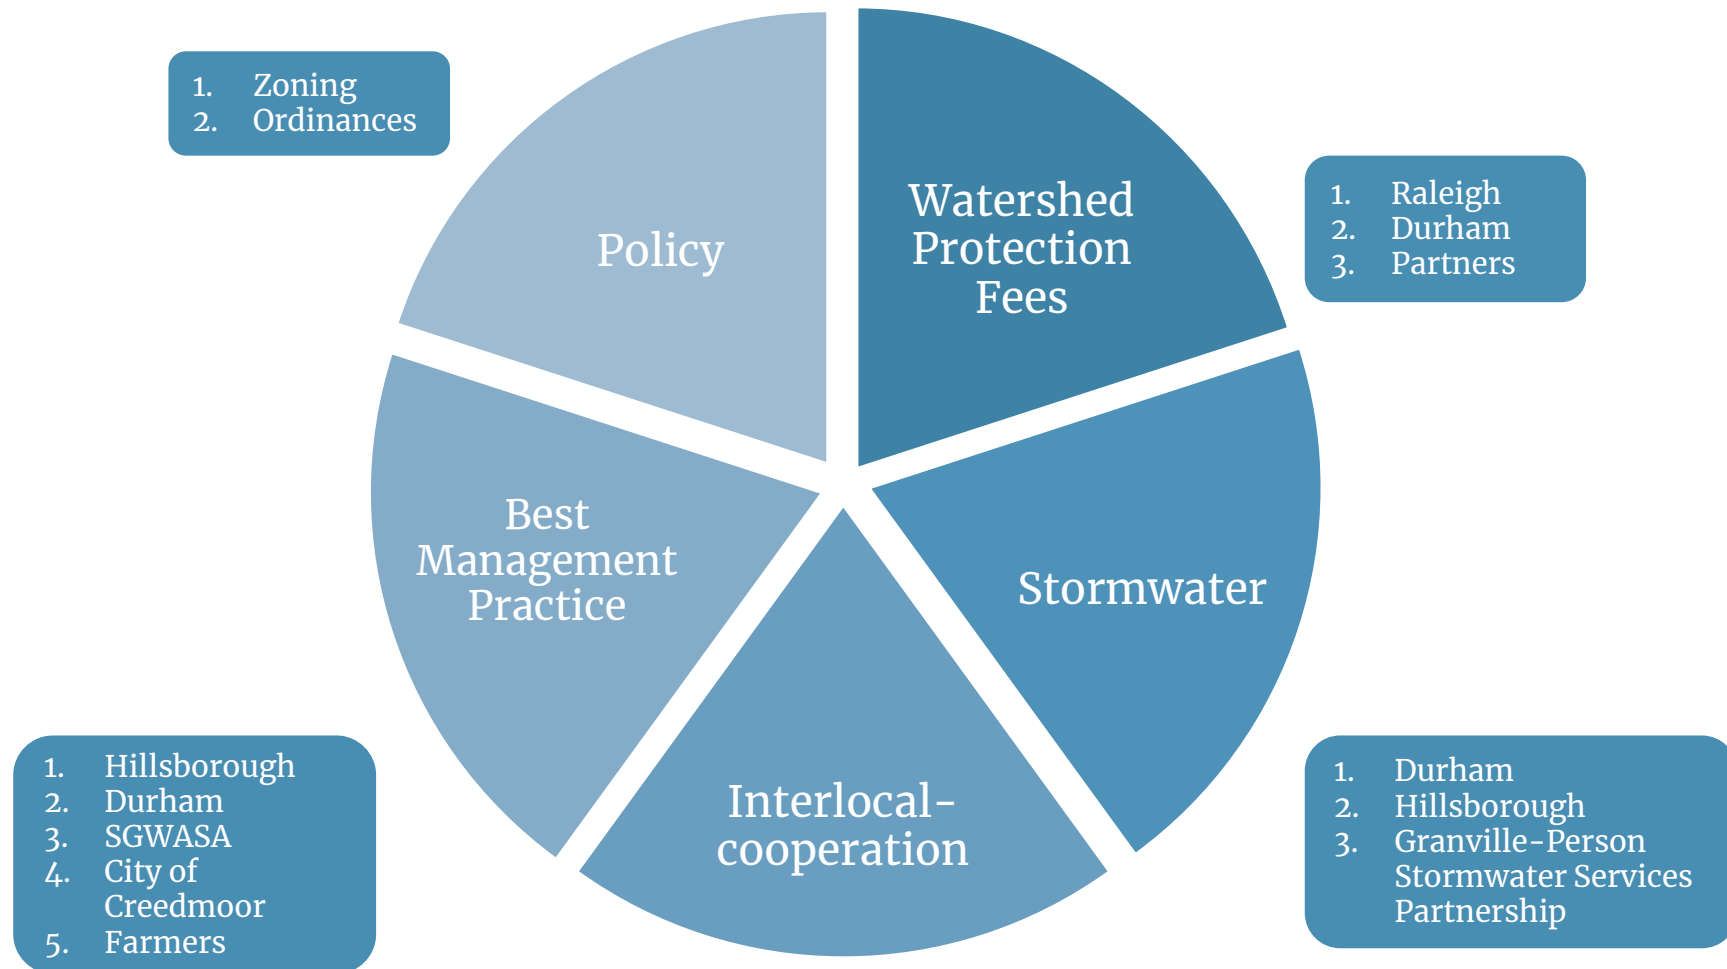 1. Zoning
2. Ordinances
Policy
Watershed
Protection
Fees
1. Raleigh
2. Durham
3. Partners
Best
Management
Practice
Stormwater
Interlocal-
cooperation
1. Hillsborough
2. Durham
3. SGWASA
4. City of
Creedmoor
5. Farmers
1. Durham
2. Hillsborough
3. Granville-Person
Stormwater Services
Partnership